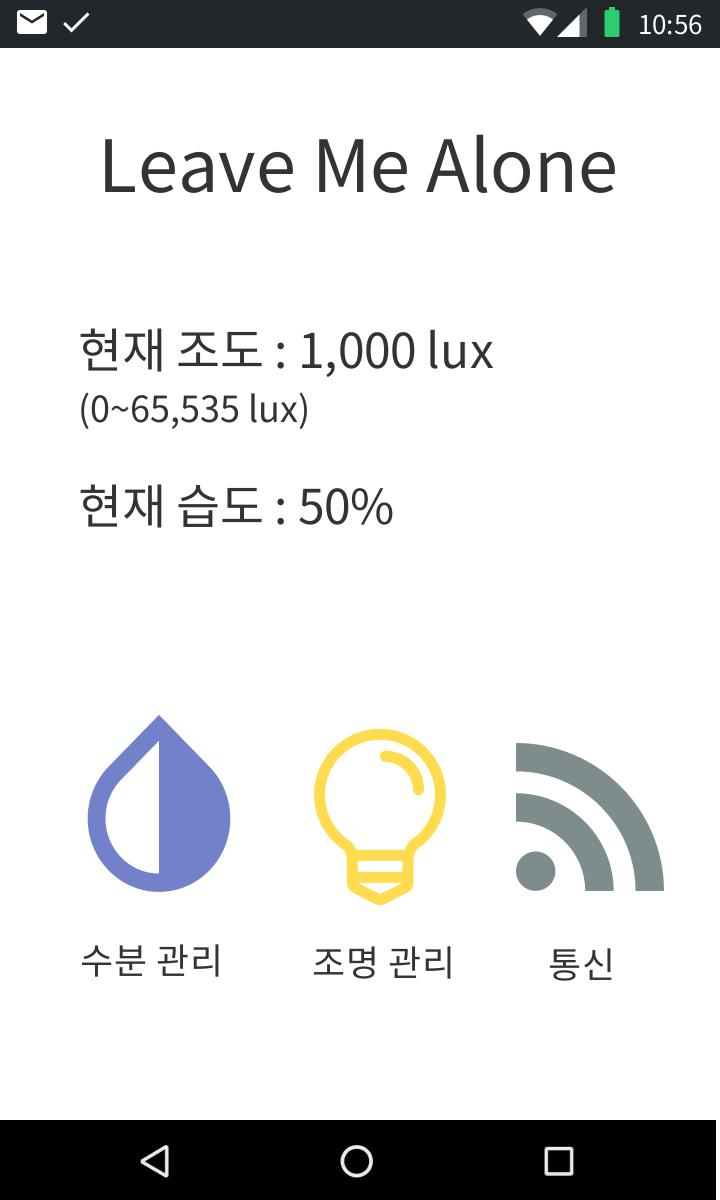 10:56
Leave Me Alone
현재 조도 : 1,000 lux
(0~65,535 lux)
현재 습도 : 50%
수분 관리
조명 관리
통신